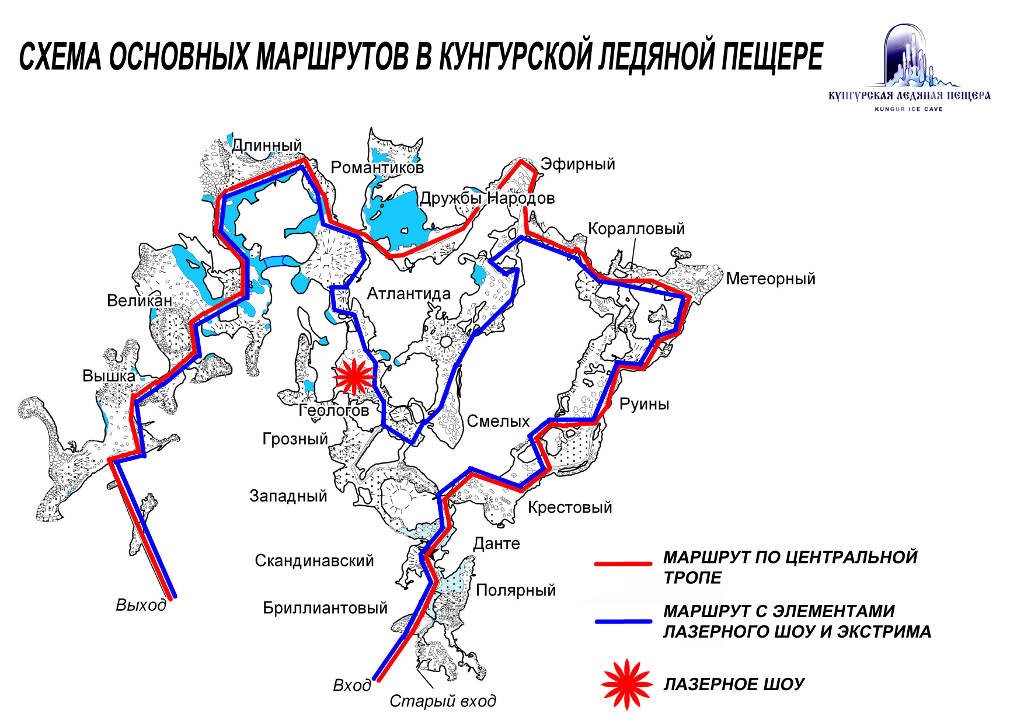 СХЕМА ОСНОВНЫХ МАРШРУТОВ В КУНГУРСКОЙ ЛЕДЯНОЙ ПЕЩЕРЕ
КУНГУРСКАЯ ЛЕДЯНАЯ ПЕЩЕРА
KUNGUR ICE CAVE
Длинный
Романтиков
Эфирный
Дружбы Народов
Коралловый
Метеорный
Атлантида
Великан
Вышка
Геологов
Руины
Смелых
Грозный
Западный
Крестовый
Данте
Скандинавский
Полярный
Бриллиантовый
Выход
Вход
Старый вход
МАРШРУТ ПО ЦЕНТРАЛЬНОЙ
ТРОПЕ
МАРШРУТ С ЭЛЕМЕНТАМИ
ЛАЗЕРНОГО ШОУ И ЭКСТРИМА
ЛАЗЕРНОЕ ШОУ